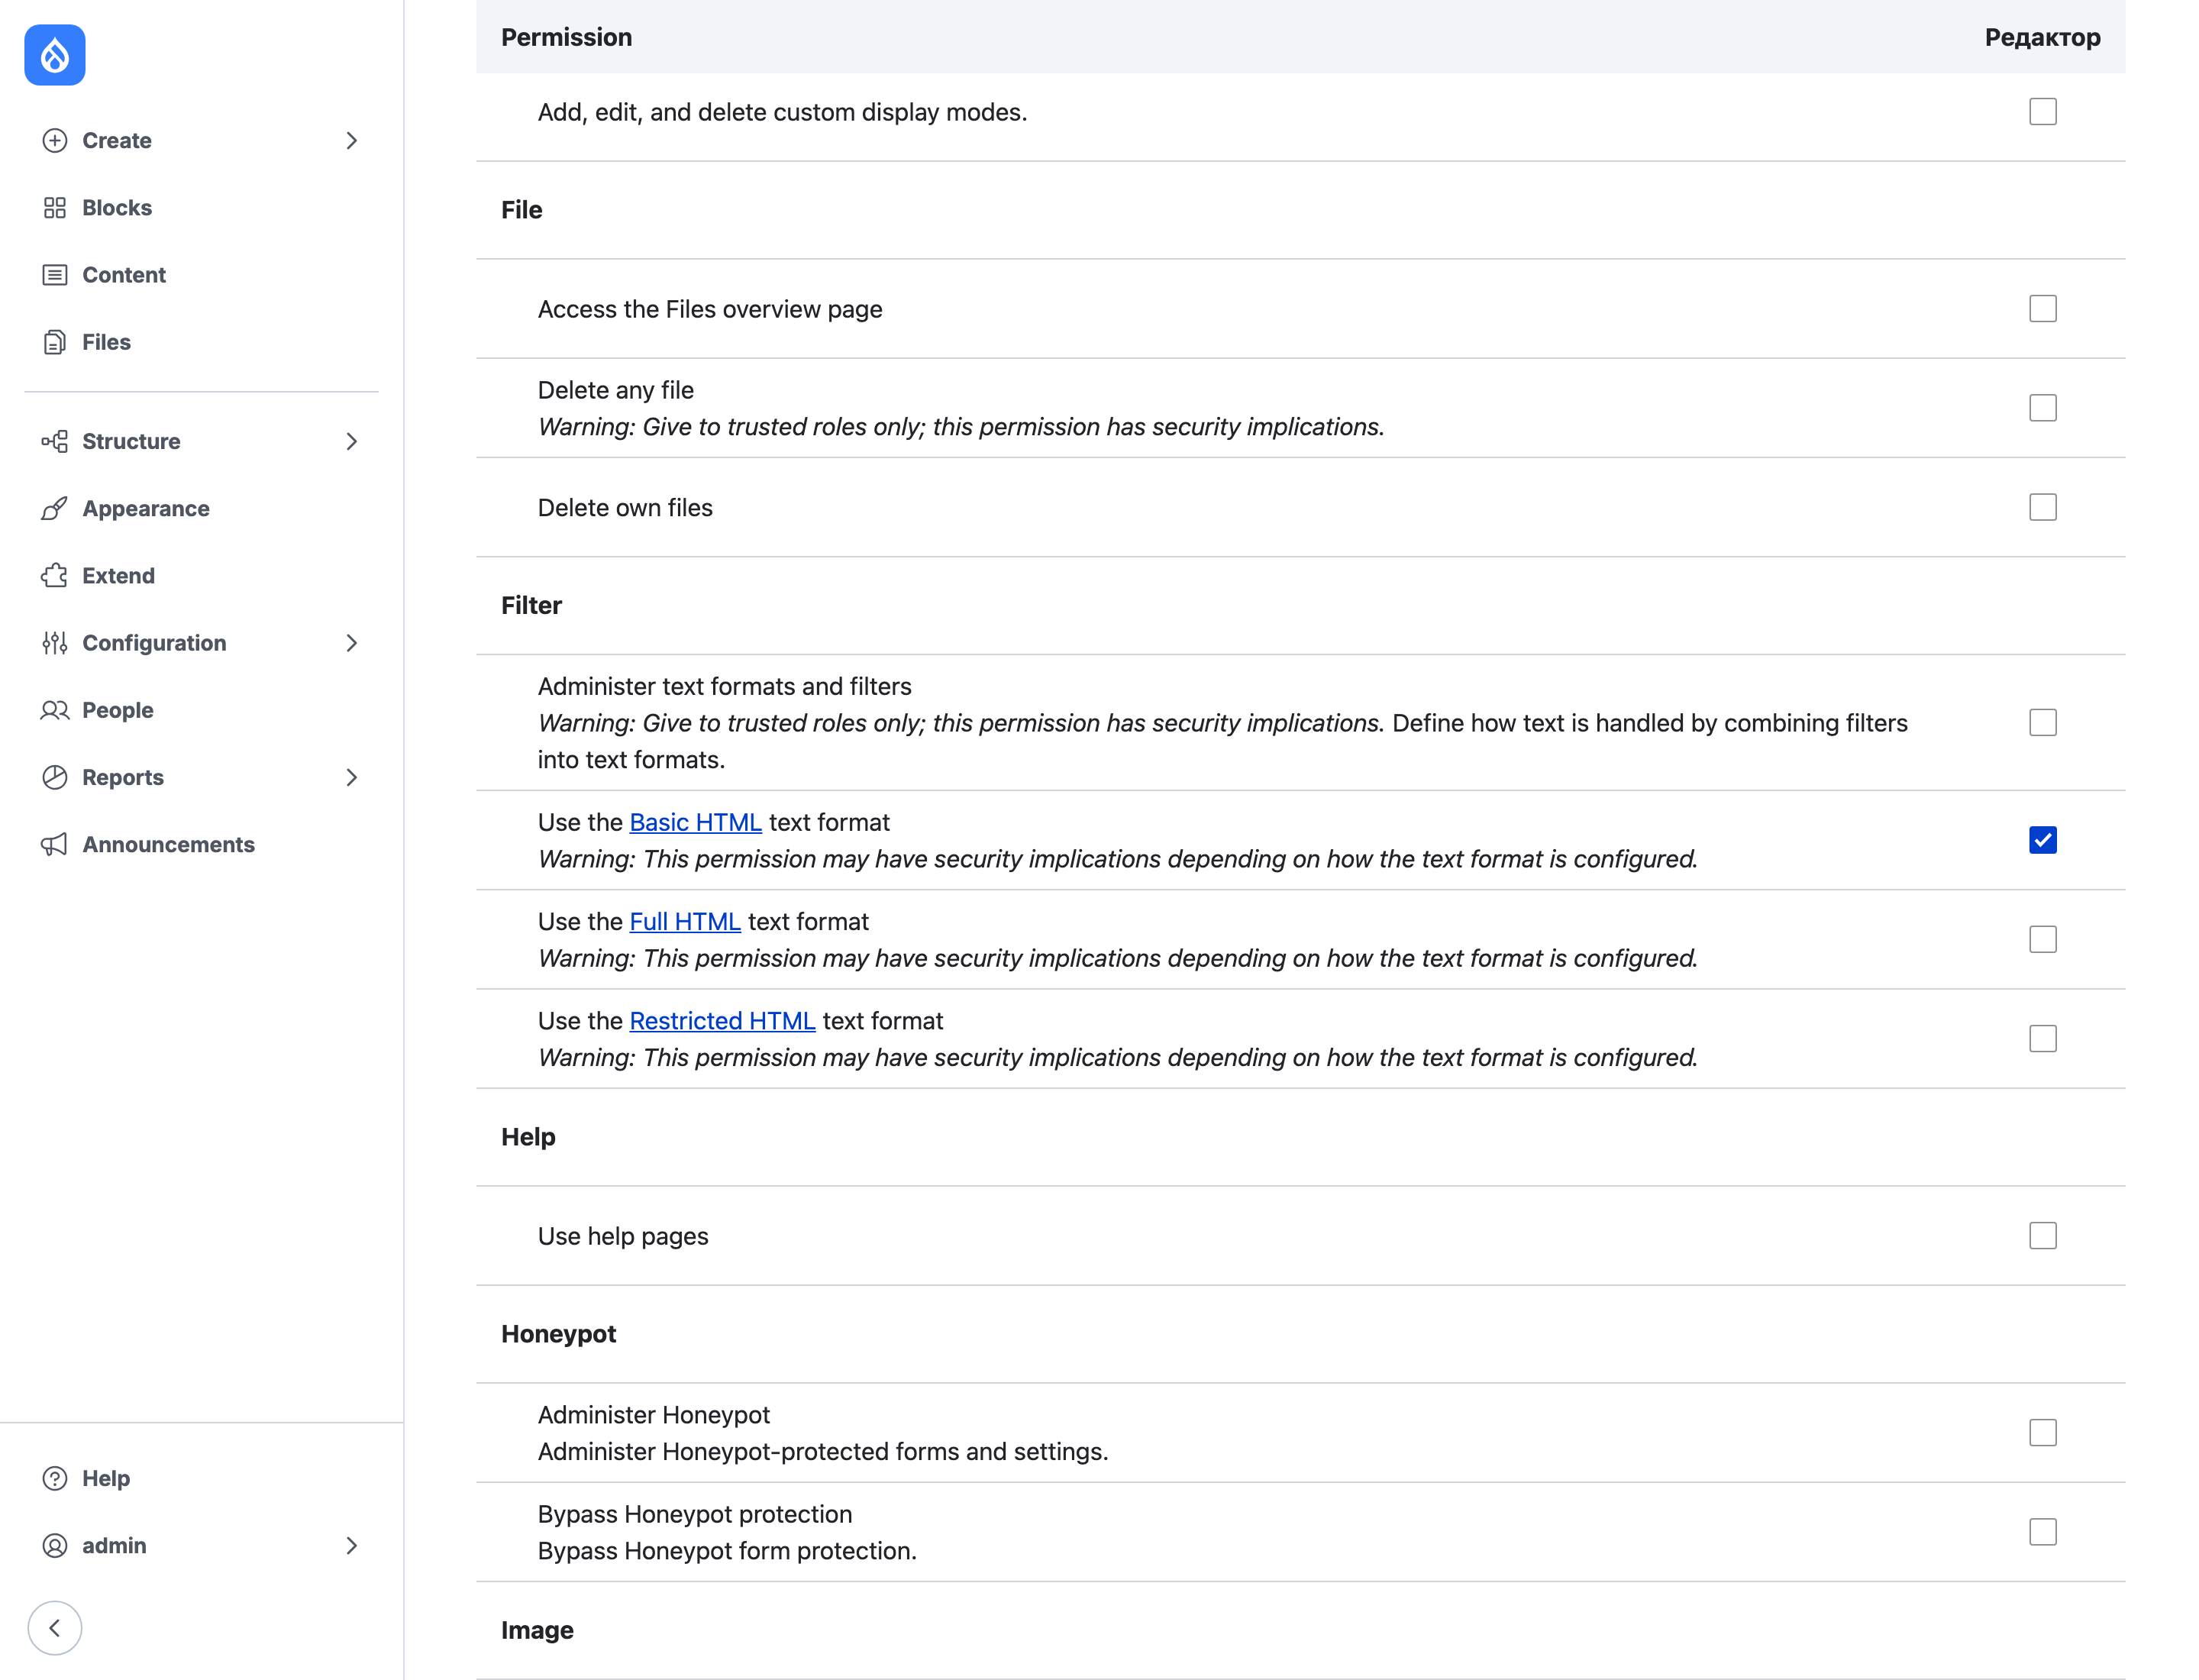 Create
Blocks
Content
Files
Structure
Appearance
Extend
Configuration
People
Reports
Announcements
Help
admin
Permission Редактор
Add, edit, and delete custom display modes.
File
Access the Files overview page
Delete any file
Warning: Give to trusted roles only; this permission has security implications.
Delete own files
Filter
Administer text formats and filters
Warning: Give to trusted roles only; this permission has security implications. Define how text is handled by combining filters
into text formats.
Use the Basic HTML text format
Warning: This permission may have security implications depending on how the text format is configured.
Use the Full HTML text format
Warning: This permission may have security implications depending on how the text format is configured.
Use the Restricted HTML text format
Warning: This permission may have security implications depending on how the text format is configured.
Help
Use help pages
Honeypot
Administer Honeypot
Administer Honeypot-protected forms and settings.
Bypass Honeypot protection
Bypass Honeypot form protection.
Image